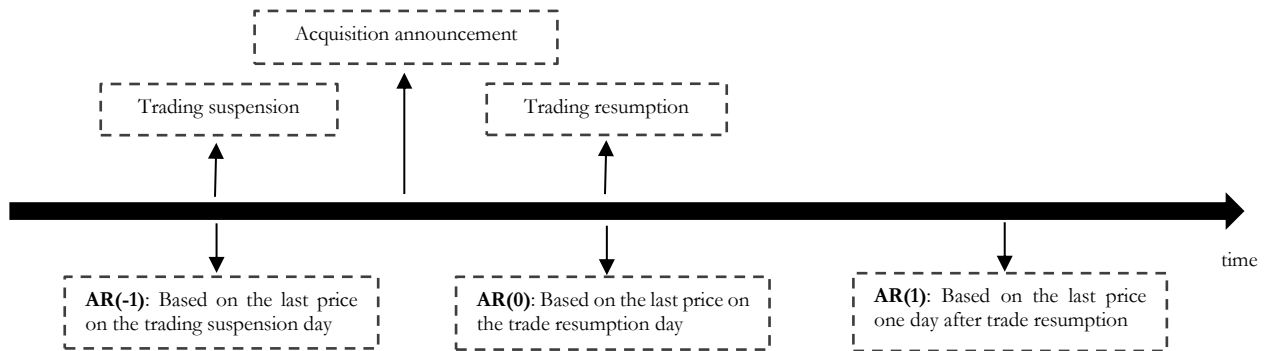 Acquisition announcement
Trading suspension
Trading resumption
time
AR(-1): Based on the last price
on the trading suspension day
AR(0): Based on the last price on
the trade resumption day
AR(1): Based on the last price
one day after trade resumption